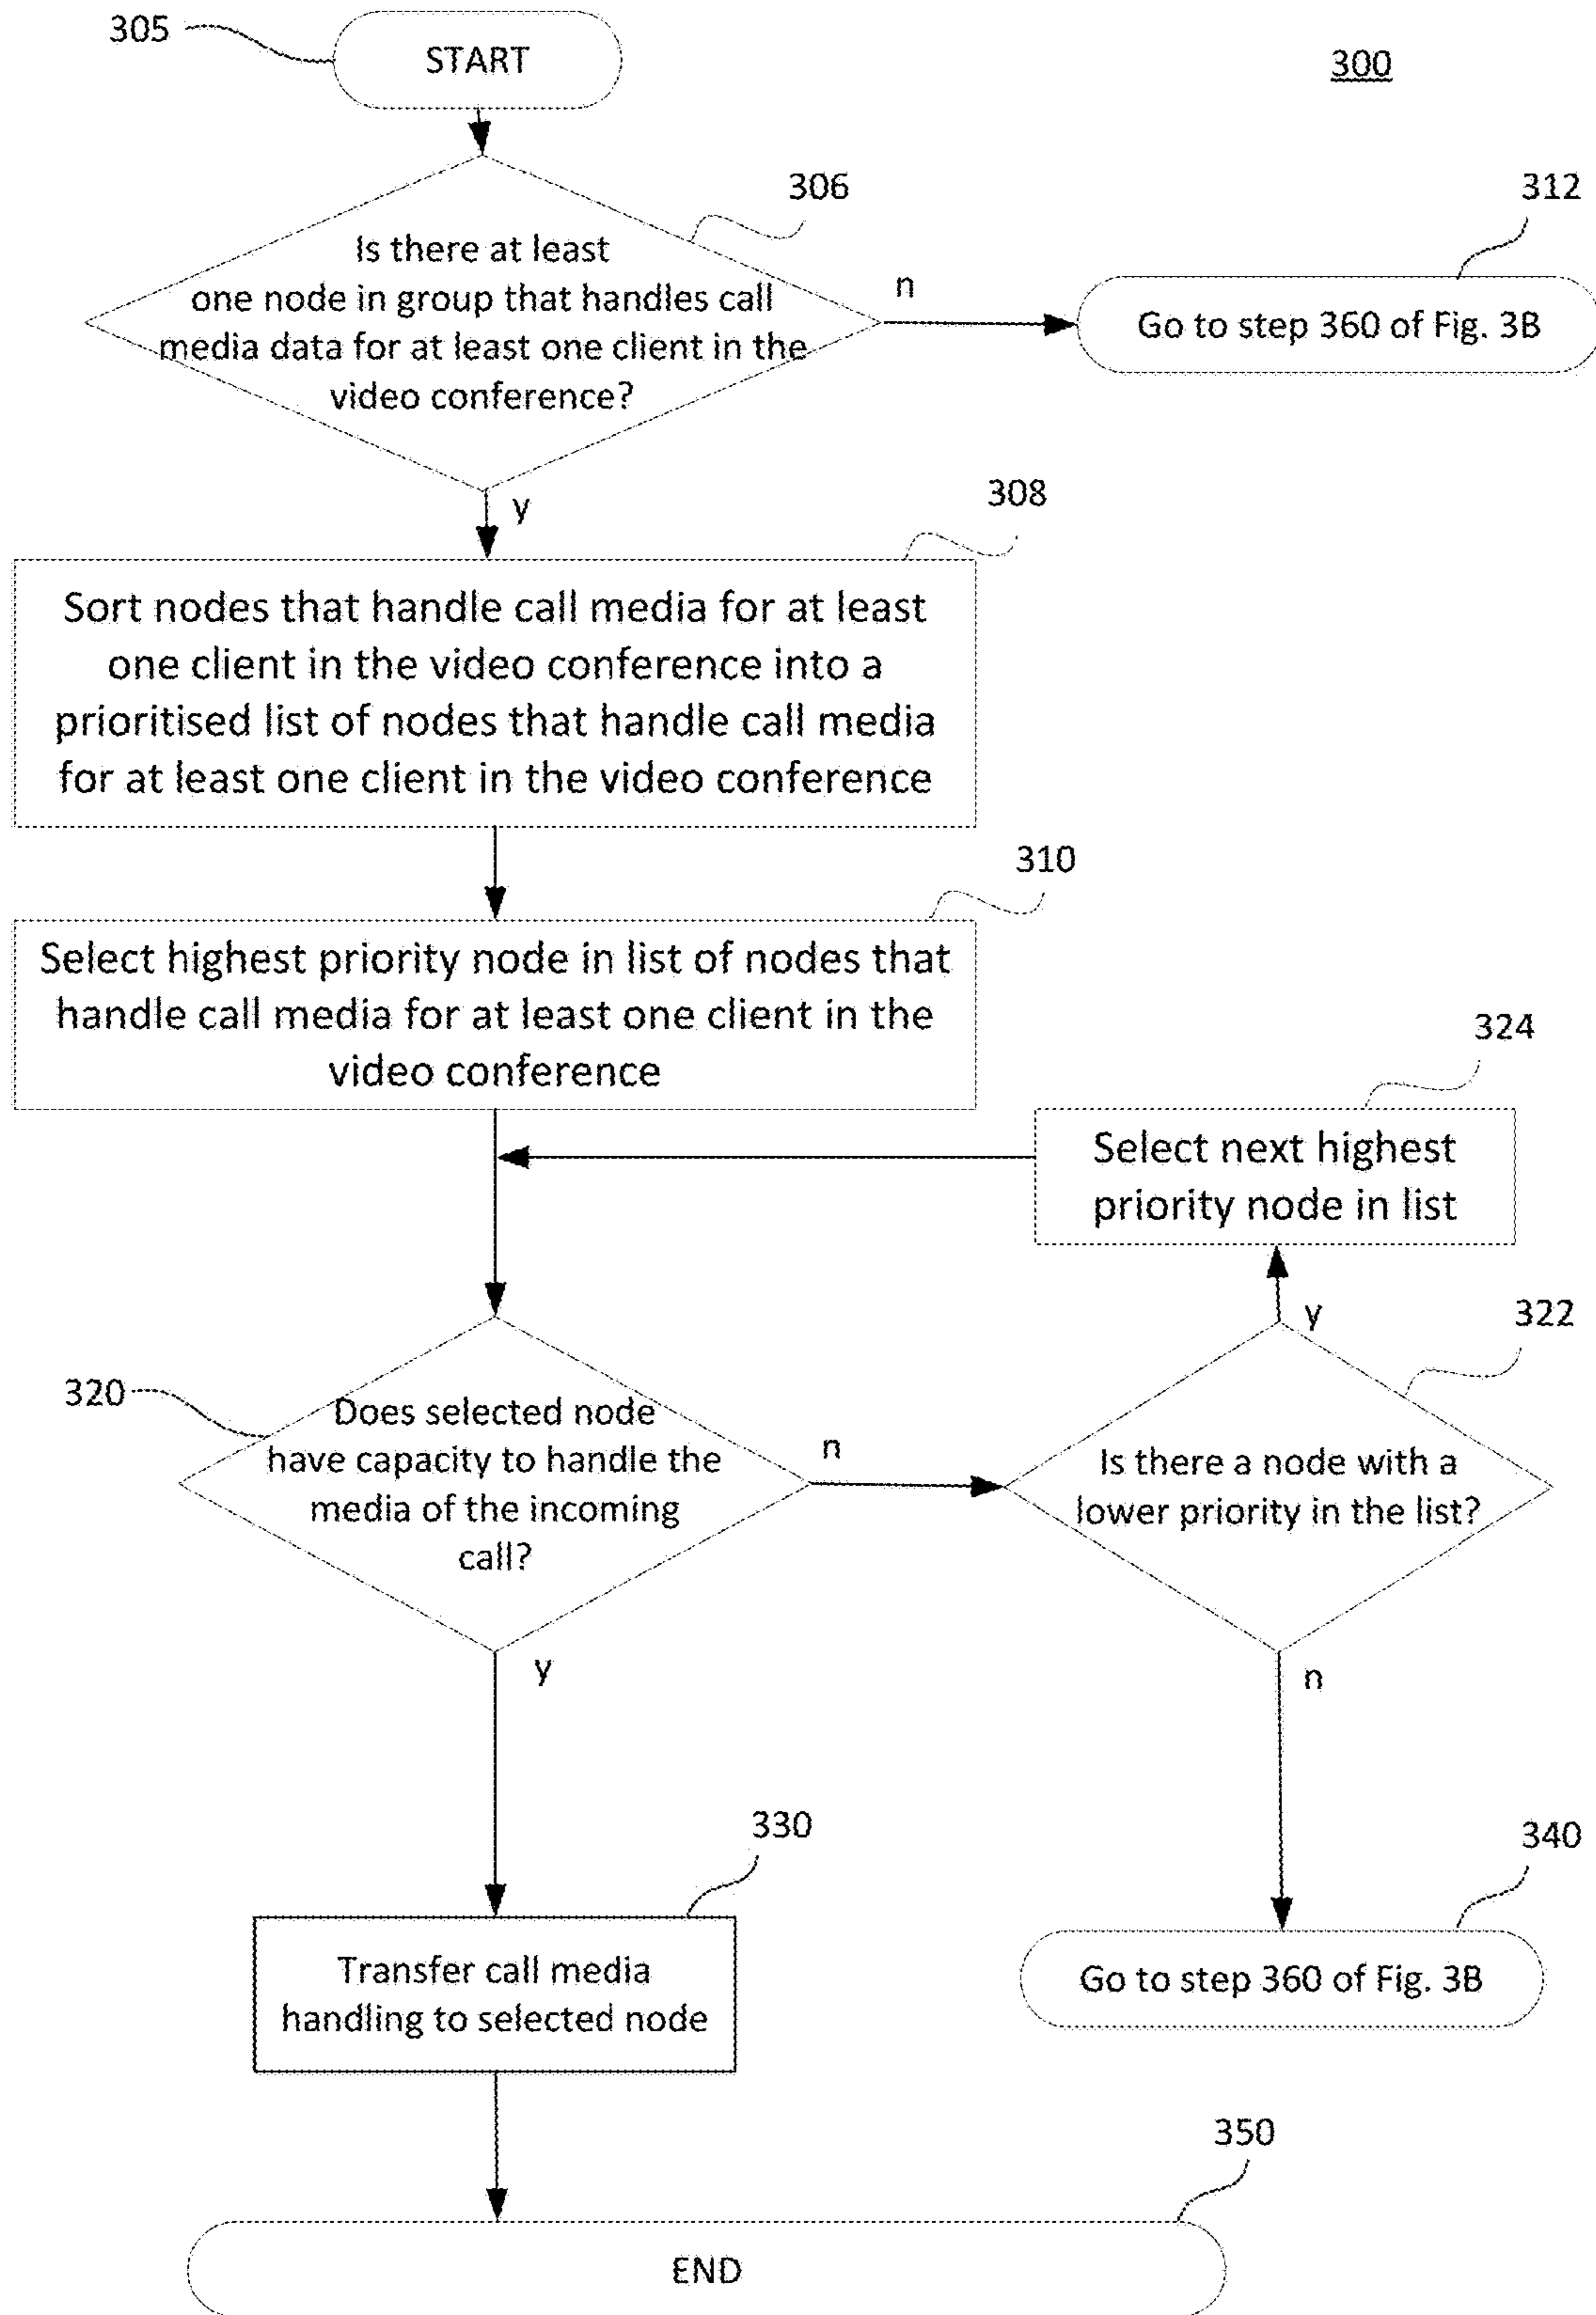 305
START
300
306
312
Is there at least
one node in group that handles call
media data for at least one client in the
video conference?
n
Go to step 360 of Fig. 3B
y
308
Sort nodes that handle call media for at least
one client in the video conference into a
prioritised list of nodes that handle call media
for at least one client in the video conference
310
Select highest priority node in list of nodes that
handle call media for at least one client in the
video conference
324
Select next highest
priority node in list
y
322
320
Does selected node
have capacity to handle the
media of the incoming
call?
n
Is there a node with a
lower priority in the list?
y
n
330
340
Transfer call media
handling to selected node
Go to step 360 of Fig. 3B
350
END